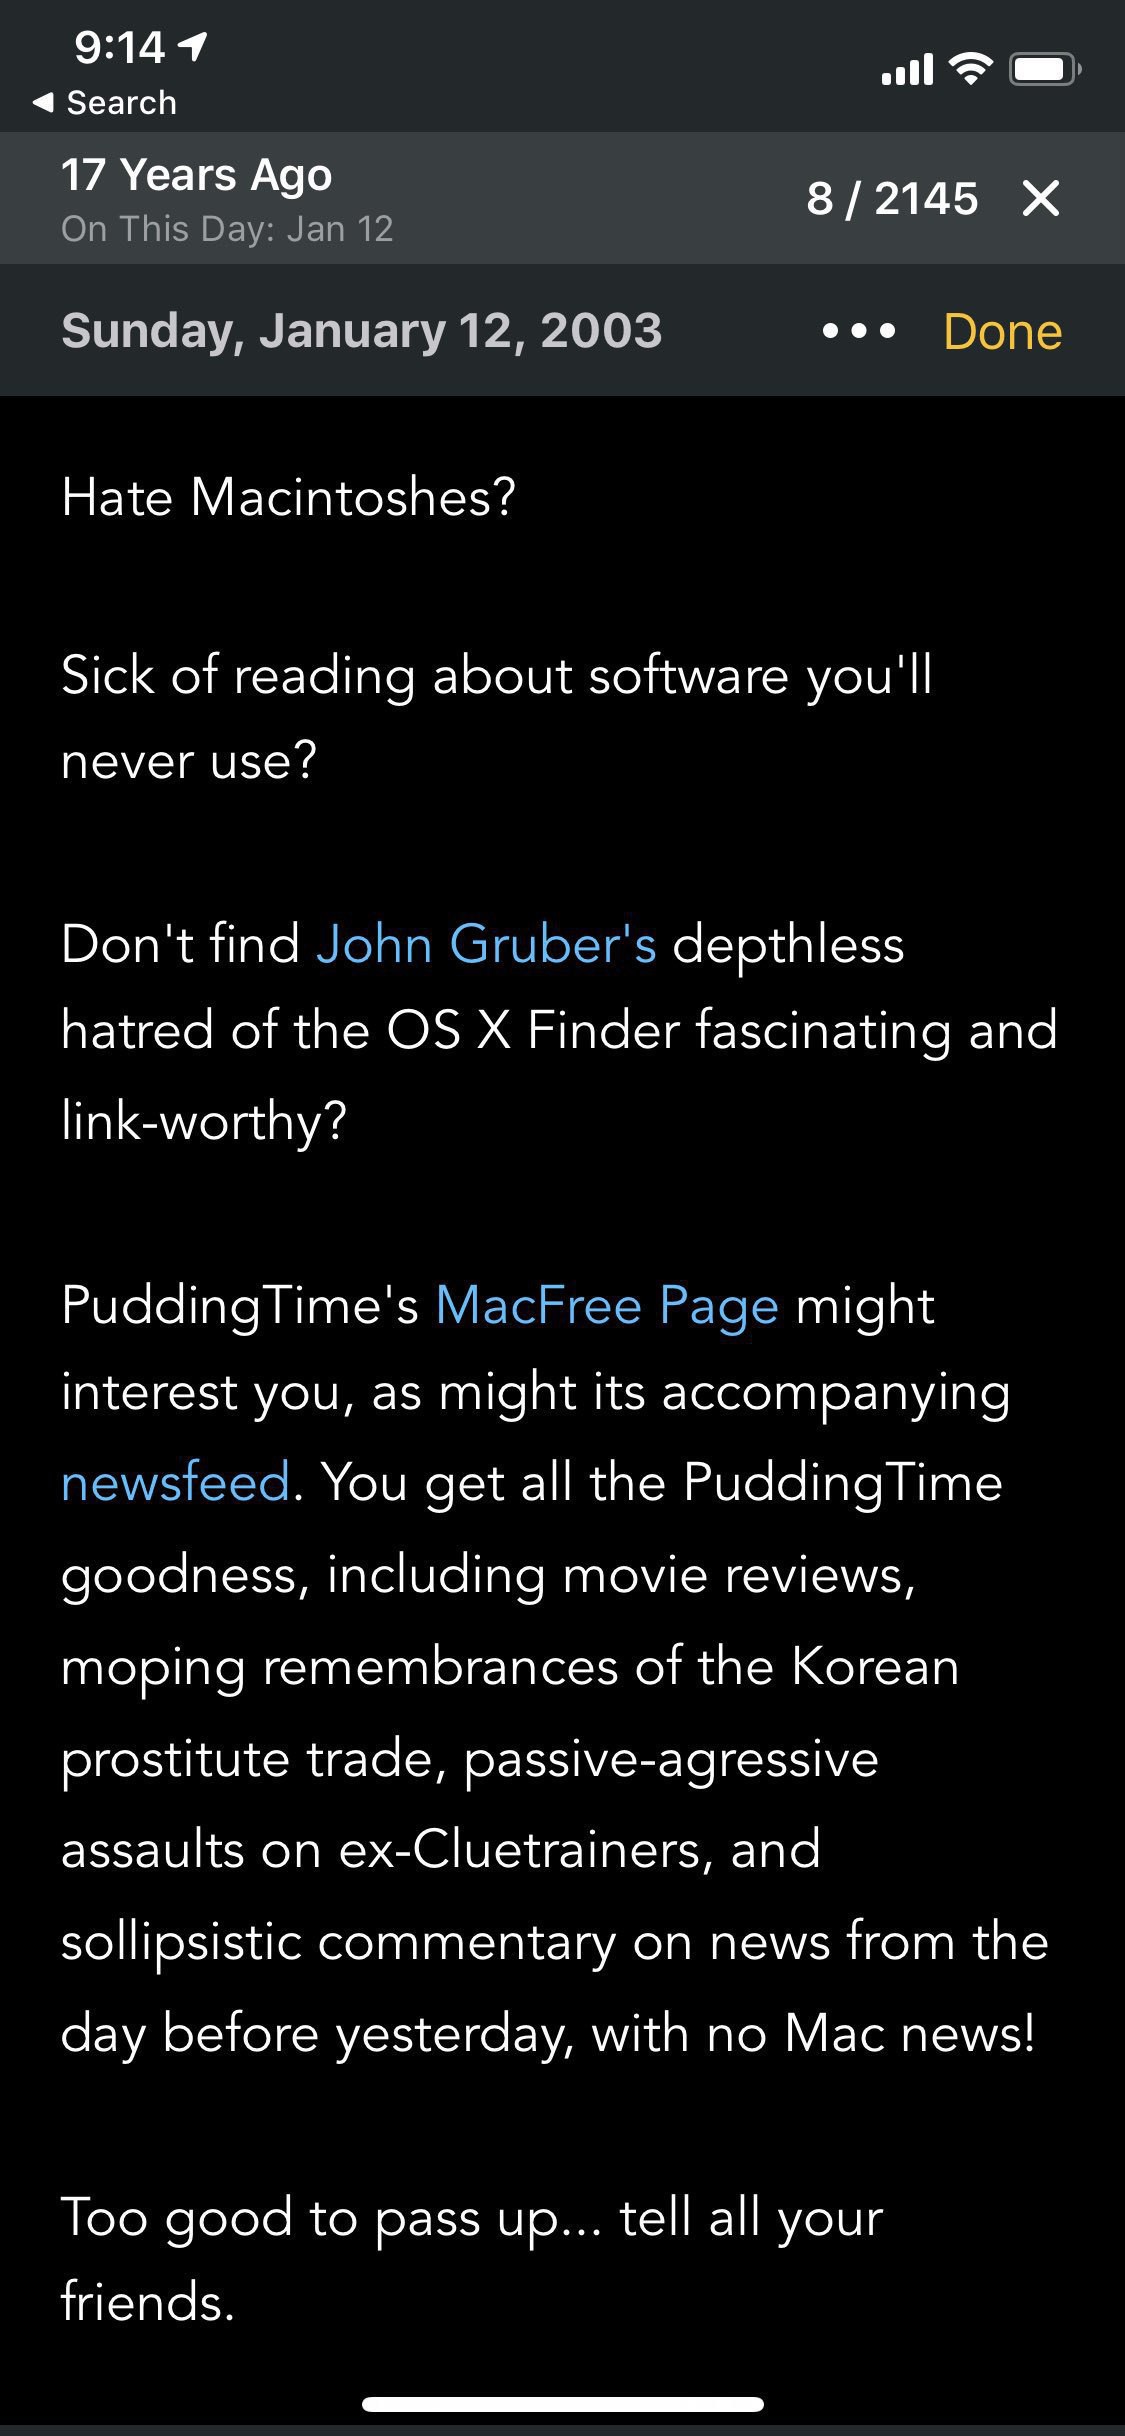 9:14
Search
17 Years Ago
On This Day: Jan 12
8 / 2145
Sunday, January 12, 2003
Done
Hate Macintoshes?
Sick of reading about software you'll
never use?
Don't find John Gruber's depthless
hatred of the OS X Finder fascinating and
link-worthy?
PuddingTime's MacFree Page might
interest you, as might its accompanying
newsfeed. You get all the PuddingTime
goodness, including movie reviews,
moping remembrances of the Korean
prostitute trade, passive-agressive
assaults on ex-Cluetrainers, and
sollipsistic commentary on news from the
day before yesterday, with no Mac news!
Too good to pass up... tell all your
friends.